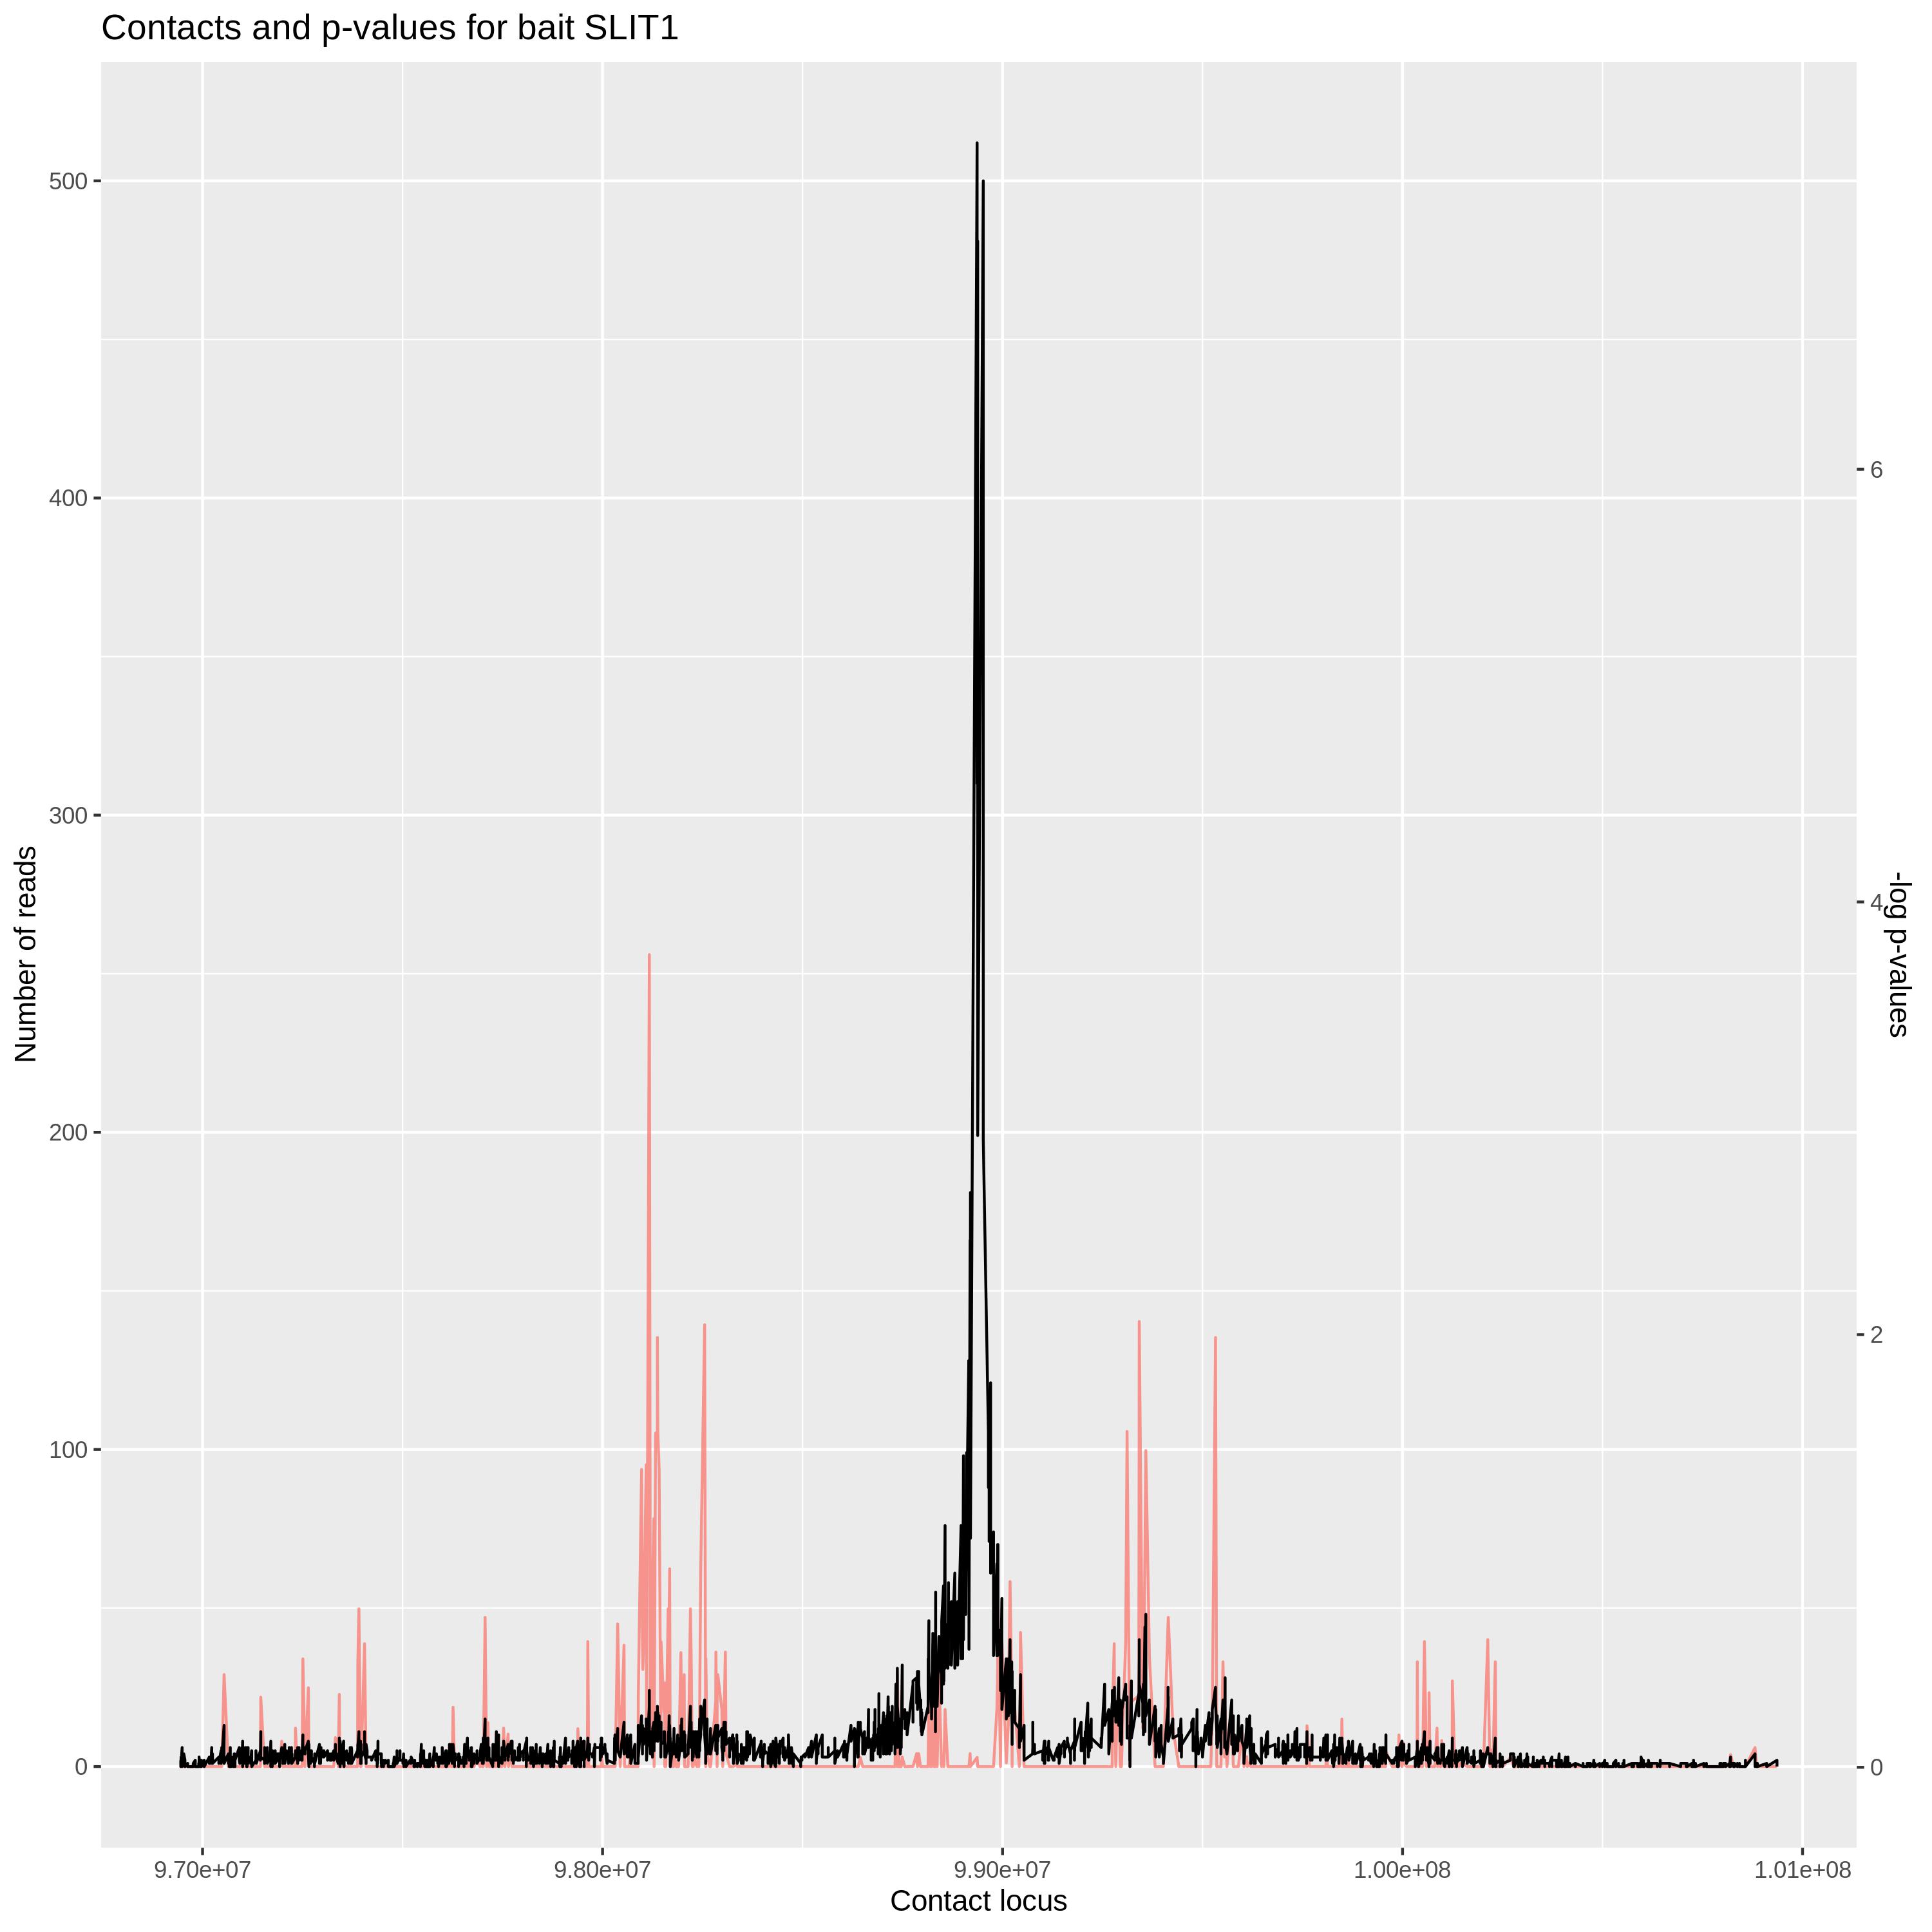 Contacts and p-values for bait SLIT1
500
400
300
200
100
0
Number of reads
6
4
2
0
-log p-values
9.70e+07
9.80e+07
9.90e+07
1.00e+08
1.01e+08
Contact locus